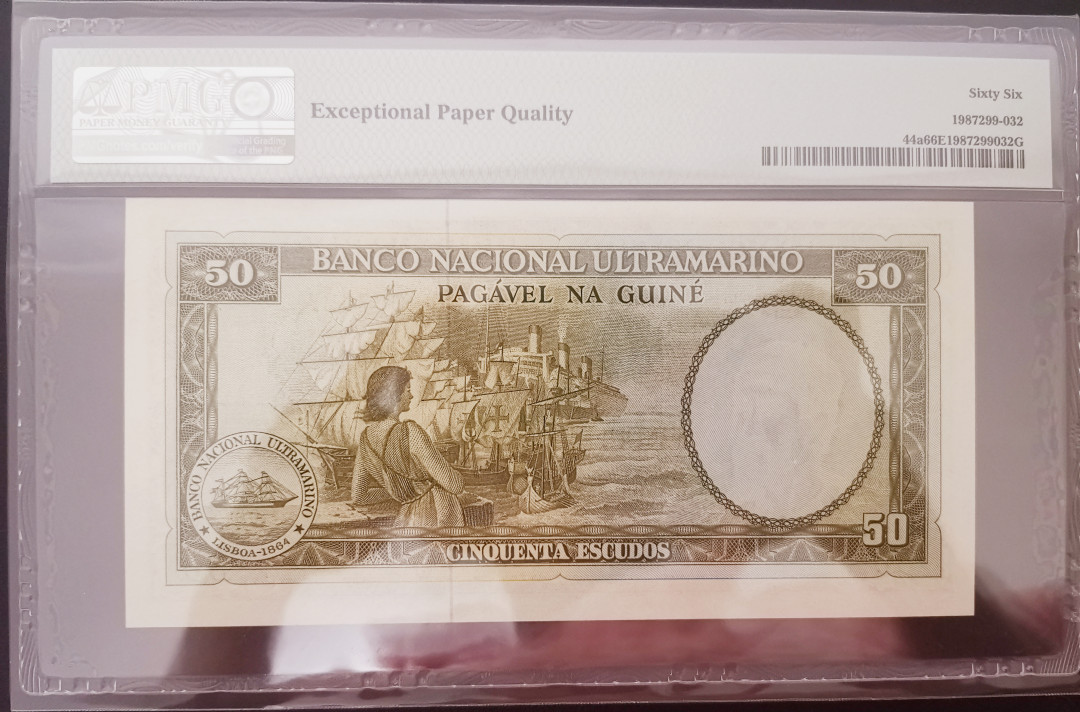 PMG
PAPER MONEY GUARANTY
Exceptional Paper Quality
Sixty Six
1987299-032
44a66E1987299032G
50 BANCO NACIONAL ULTRAMARINO 50
PAGÁVEL NA GUINÉ
BANCO NACIONAL ULTRAMARINO
LISBOA-1864
CINQUENTA ESCUDOS
50